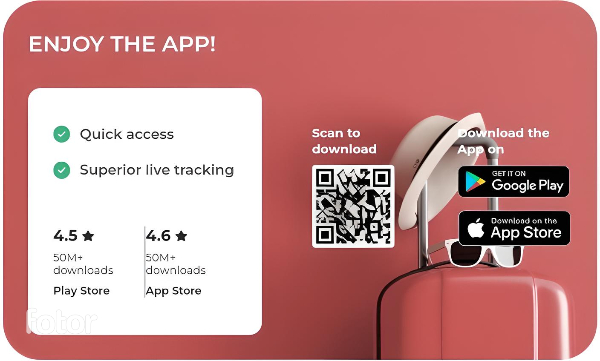 ENJOY THE APP!
Quick access
Superior live tracking
4.5 ★
50M+
downloads
Play Store
4.6 ★
50M+
downloads
App Store
Scan to
download
Download the
App on
GET IT ON
Google Play
Download on the
App Store
fotor